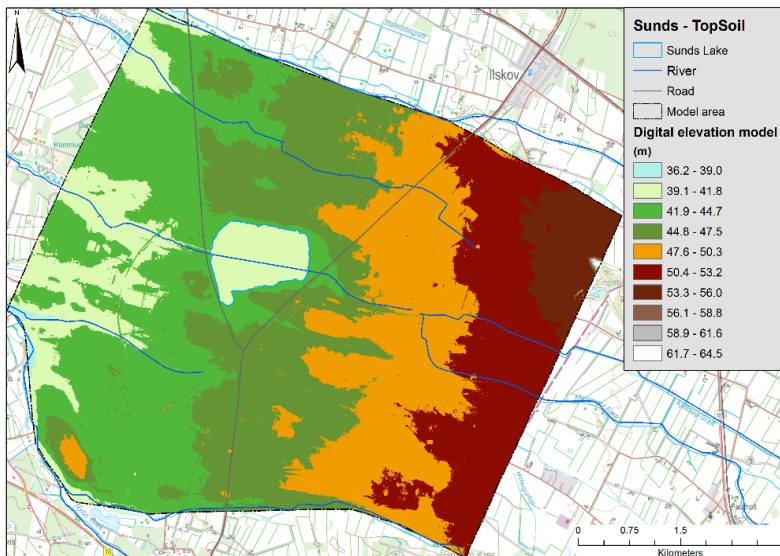 N
Ilskov
Kommu
Lind
18
Sunds - TopSoil
Sunds Lake
River
Road
Model area
Digital elevation model
(m)
36.2 - 39.0
39.1 - 41.8
41.9 - 44.7
44.8 - 47.5
47.6 - 50.3
50.4 - 53.2
53.3 - 56.0
56.1 - 58.8
58.9 - 61.6
61.7 - 64.5
0 0.75 1.5
Kilometers